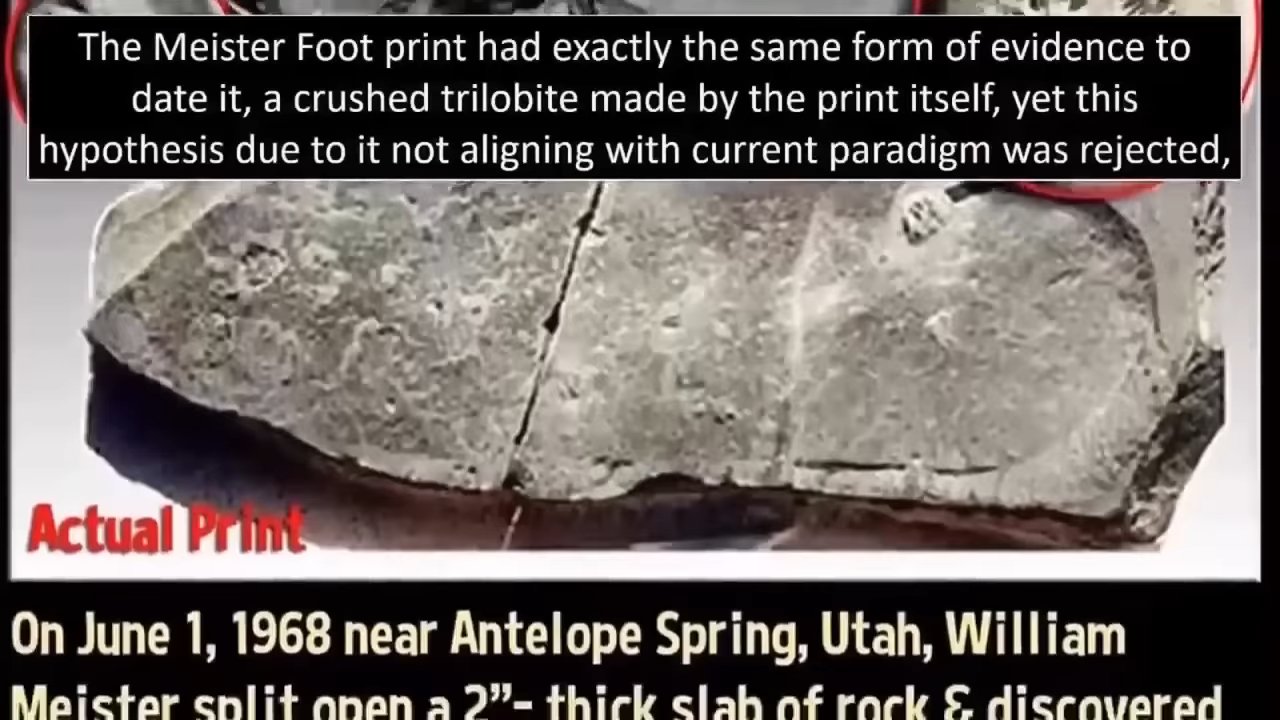 The Meister Foot print had exactly the same form of evidence to
date it, a crushed trilobite made by the print itself, yet this
hypothesis due to it not aligning with current paradigm was rejected,
Actual Print
On June 1, 1968 near Antelope Spring, Utah, William
Meister split open a 2”- thick slab of rock & discovered